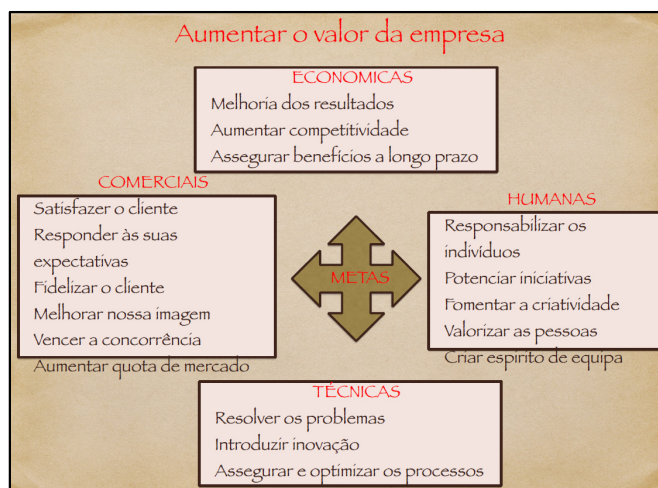 Aumentar o valor da empresa
ECONOMICAS
Melhoria dos resultados
Aumentar competitividade
Assegurar benefícios a longo prazo
COMERCIAIS
Satisfazer o cliente
Responder às suas
expectativas
Fidelizar o cliente
Melhorar nossa imagem
Vencer a concorrência
Aumentar quota de mercado
METAS
HUMANAS
Responsabilizar os
indivíduos
Potenciar iniciativas
Fomentar a criatividade
Valorizar as pessoas
Criar espirito de equipa
TÉCNICAS
Resolver os problemas
Introduzir inovação
Assegurar e optimizar os processos